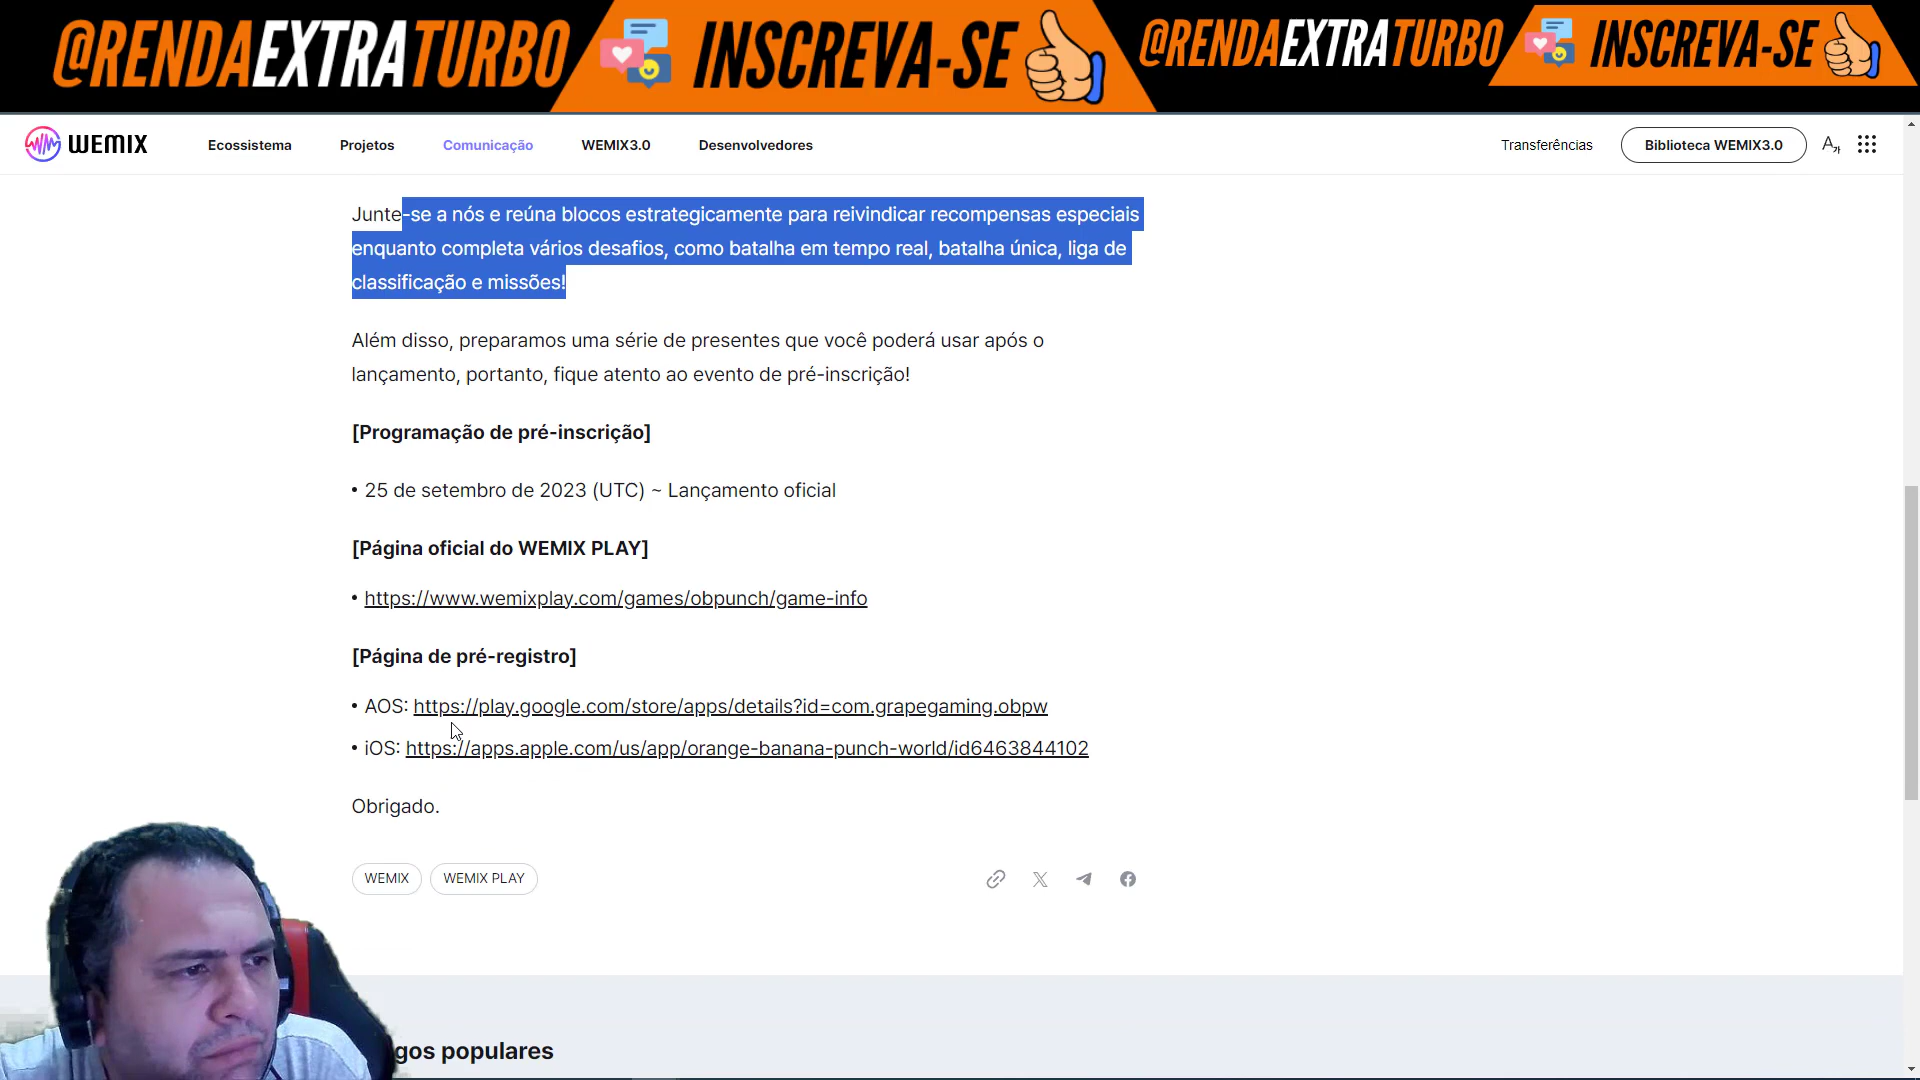 @RENDAEXTRATURBO INSCREVA-SE @RENDAEXTRATURBO INSCREVA-SE
WEMIX Ecossistema Projetos Comunicação WEMIX3.0 Desenvolvedores Transferências Biblioteca WEMIX3.0
Junte-se a nós e reúna blocos estrategicamente para reivindicar recompensas especiais
enquanto completa vários desafios, como batalha em tempo real, batalha única, liga de
classificação e missões!
Além disso, preparamos uma série de presentes que você poderá usar após o
lançamento, portanto, fique atento ao evento de pré-inscrição!
[Programação de pré-inscrição]
• 25 de setembro de 2023 (UTC) ~ Lançamento oficial
[Página oficial do WEMIX PLAY]
• https://www.wemixplay.com/games/obpunch/game-info
[Página de pré-registro]
• AOS: https://play.google.com/store/apps/details?id=com.grapegaming.obpw
• iOS: https://apps.apple.com/us/app/orange-banana-punch-world/id6463844102
Obrigado.
WEMIX WEMIX PLAY
gos populares